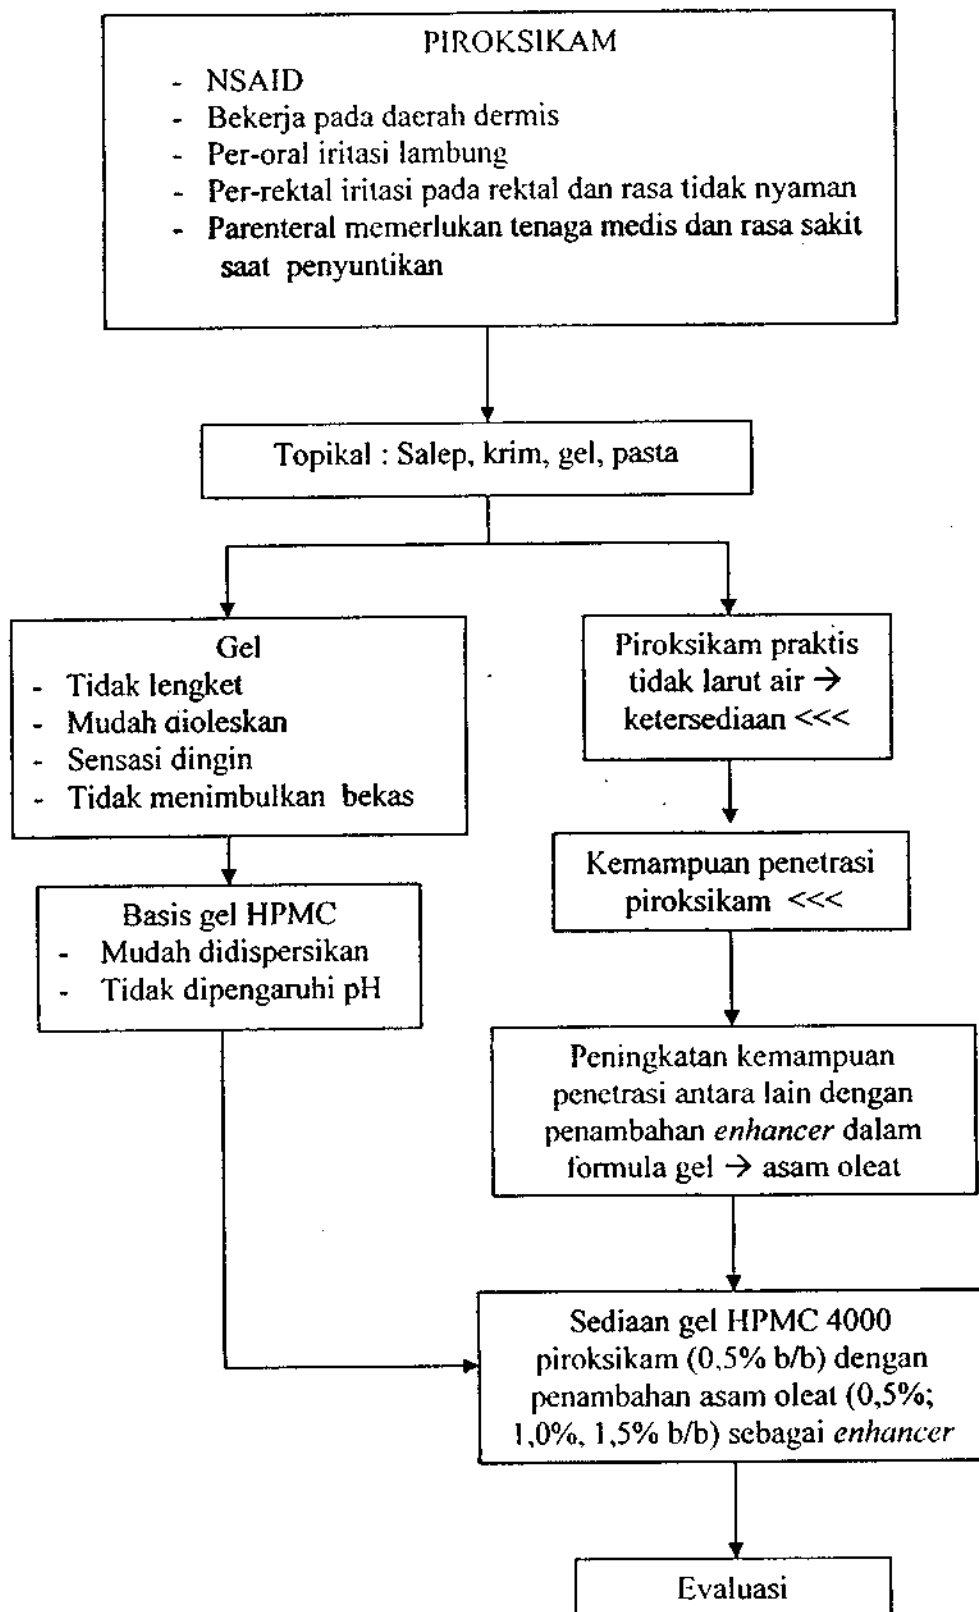 PIROKSIKAM
- NSAID
- Bekerja pada daerah dermis
- Per-oral iritasi lambung
- Per-rektal iritasi pada rektal dan rasa tidak nyaman
- Parenteral memerlukan tenaga medis dan rasa sakit
saat penyuntikan
Topikal : Salep, krim, gel, pasta
Gel
- Tidak lengket
- Mudah dioleskan
- Sensasi dingin
- Tidak menimbulkan bekas
Basis gel HPMC
- Mudah didispersikan
- Tidak dipengaruhi pH
Piroksikam praktis
tidak larut air →
ketersediaan <<<
Kemampuan penetrasi
piroksikam <<<
Peningkatan kemampuan
penetrasi antara lain dengan
penambahan enhancer dalam
formula gel → asam oleat
Sediaan gel HPMC 4000
piroksikam (0,5% b/b) dengan
penambahan asam oleat (0,5%;
1,0%, 1,5% b/b) sebagai enhancer
Evaluasi